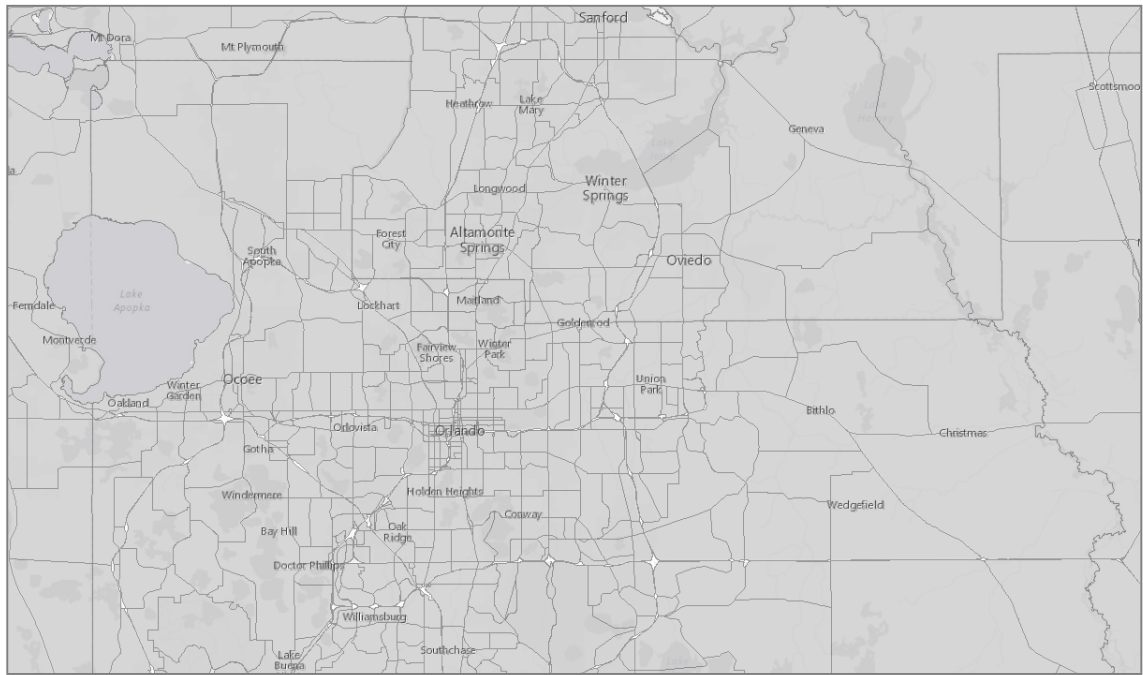 Sanford
Mt Dora
Mt Plymouth
Scottsmoo
Heathrow
Lake
Mary
Lake
Geneva
Lake
la
Longwood
Winter
Springs
Forest
City
Altamonte
Springs
South
Apopka
Oviedo
Lake
Apopka
Ferndale
Lockhart
Maitland
Goldenrod
Montverde
Fairview
Shores
Winter
Park
Ocoee
Winter
Garden
Union
Park
Oakland
Bithlo
Orlovista
Orlando
Christmas
Gotha
Windermere
Holden Heights
Wedgefield
Conway
Bay Hill
Oak
Ridge
Doctor Phillips
Williamsburg
Southchase
Lake
Buena